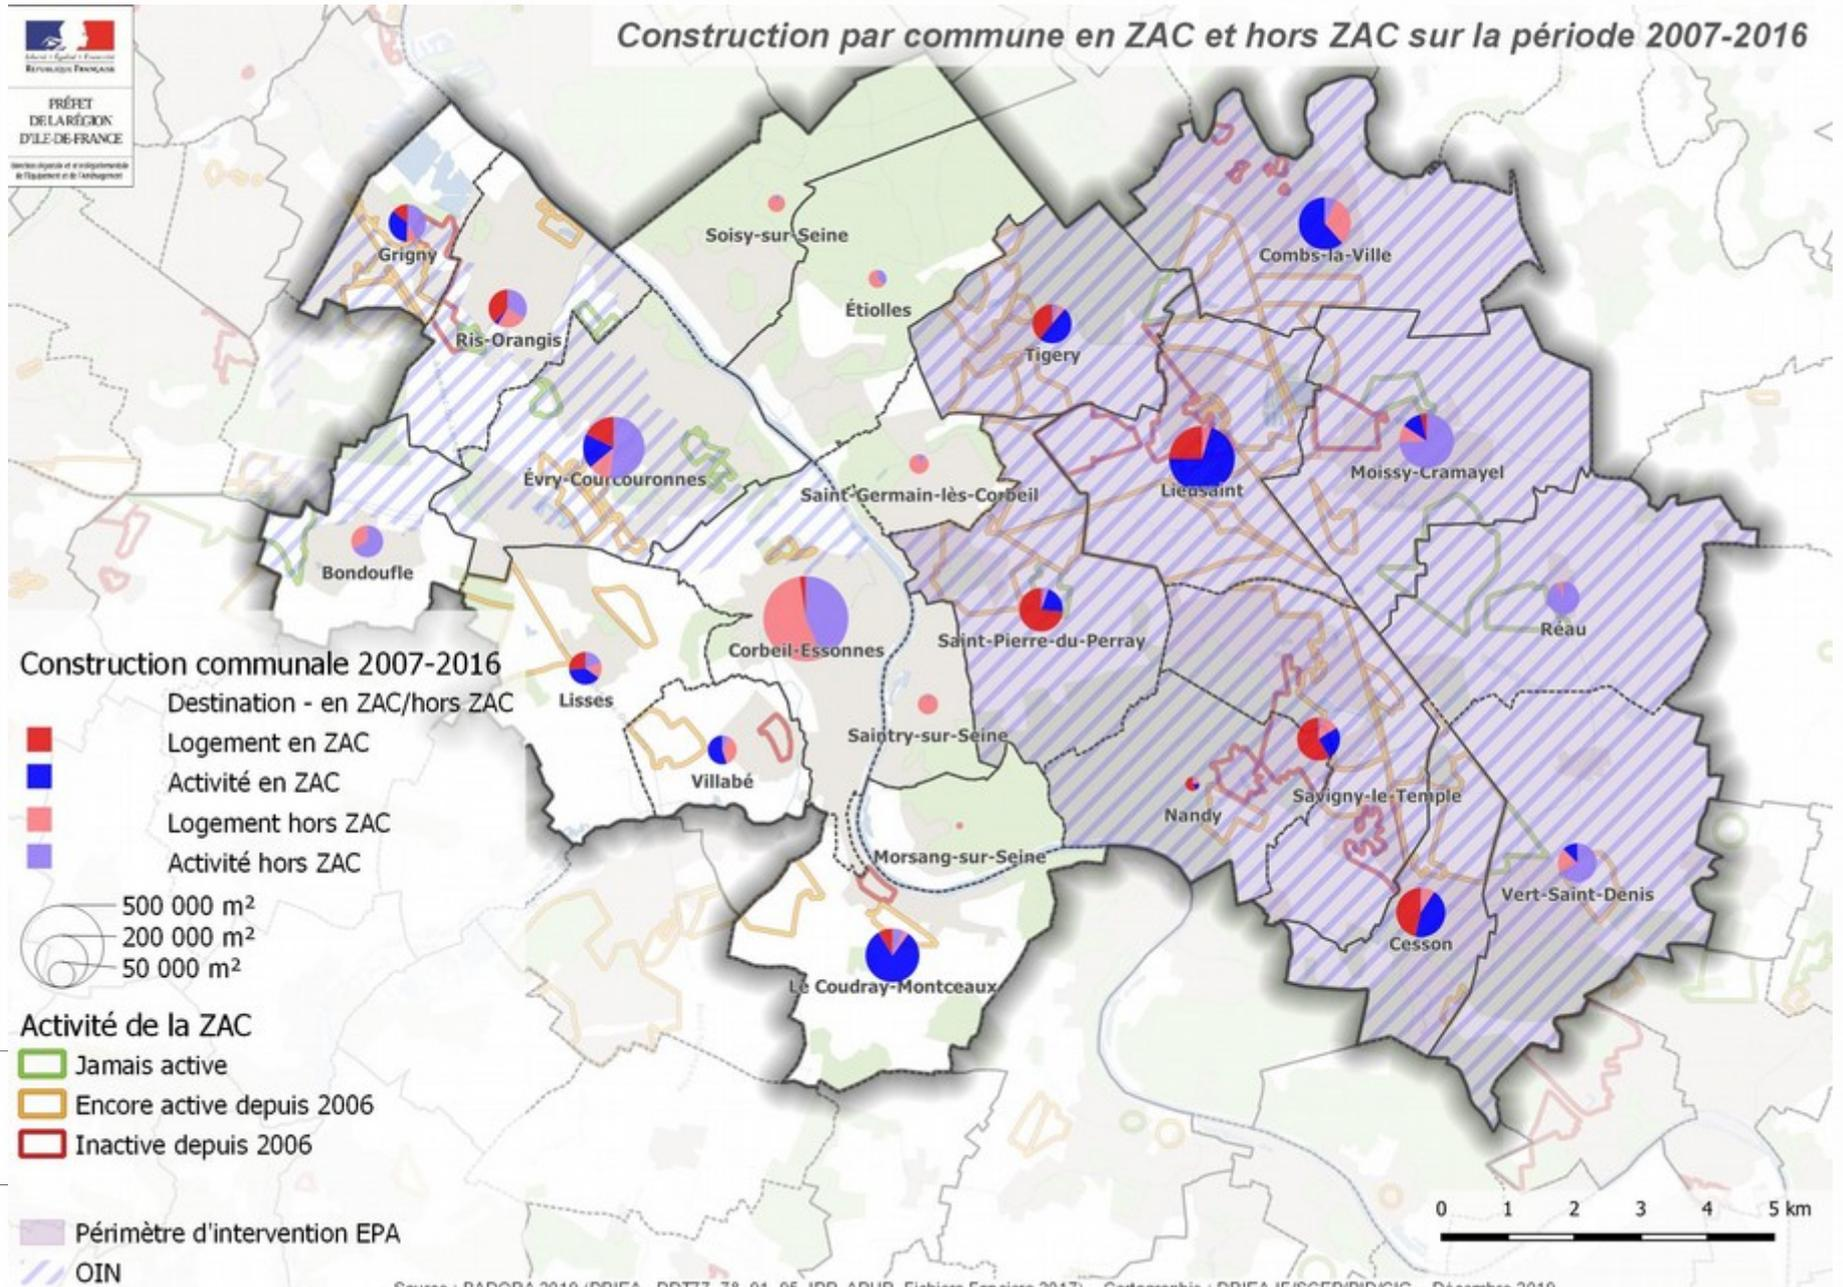 Construction par commune en ZAC et hors ZAC sur la période 2007-2016
RÉPUBLIQUE FRANÇAISE
PRÉFET
DE LA RÉGION
D'ILE-DE-FRANCE
Soisy-sur-Seine
Combs-la-Ville
Grigny
Étiolles
Ris-Orangis
Tigery
Évry-Courcouronnes
Moissy-Cramayel
Saint-Germain-lès-Corbeil
Lieusaint
Bondoufle
Réau
Corbeil-Essonnes
Saint-Pierre-du-Perray
Lisses
Saintry-sur-Seine
Villabé
Savigny-le-Temple
Nandy
Morsang-sur-Seine
Vert-Saint-Denis
Cesson
Le Coudray-Montceaux
Construction communale 2007-2016
Destination - en ZAC/hors ZAC
Logement en ZAC
Activité en ZAC
Logement hors ZAC
Activité hors ZAC
500 000 m²
200 000 m²
50 000 m²
Activité de la ZAC
Jamais active
Encore active depuis 2006
Inactive depuis 2006
Périmètre d'intervention EPA
OIN
0 1 2 3 4 5 km